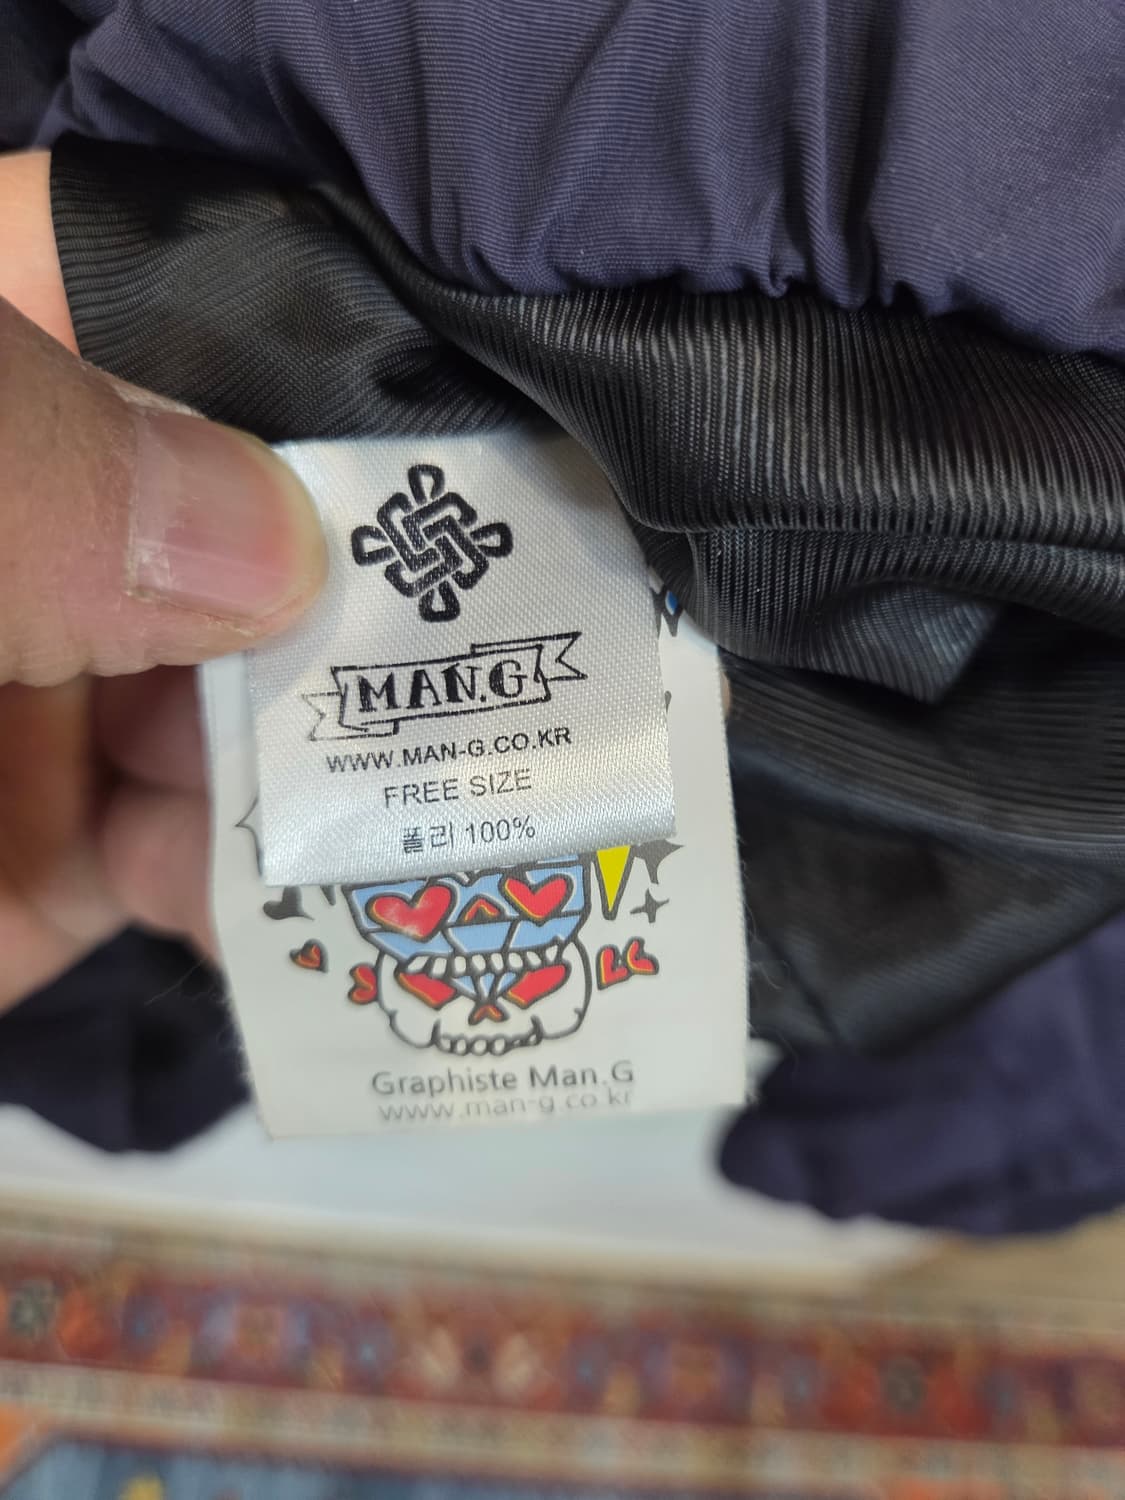 MAN.G
WWW.MAN-G.CO.KR
FREE SIZE
폴리 100%
Graphiste Man.G
www.man-g.co.kr